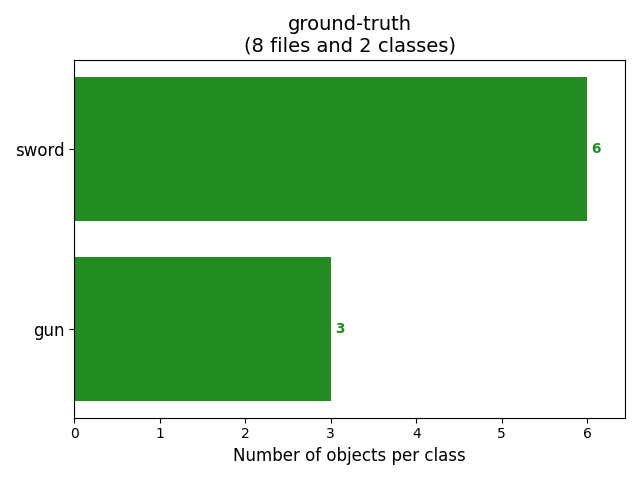 ground-truth
(8 files and 2 classes)
sword
6
gun
3
0 1 2 3 4 5 6
Number of objects per class